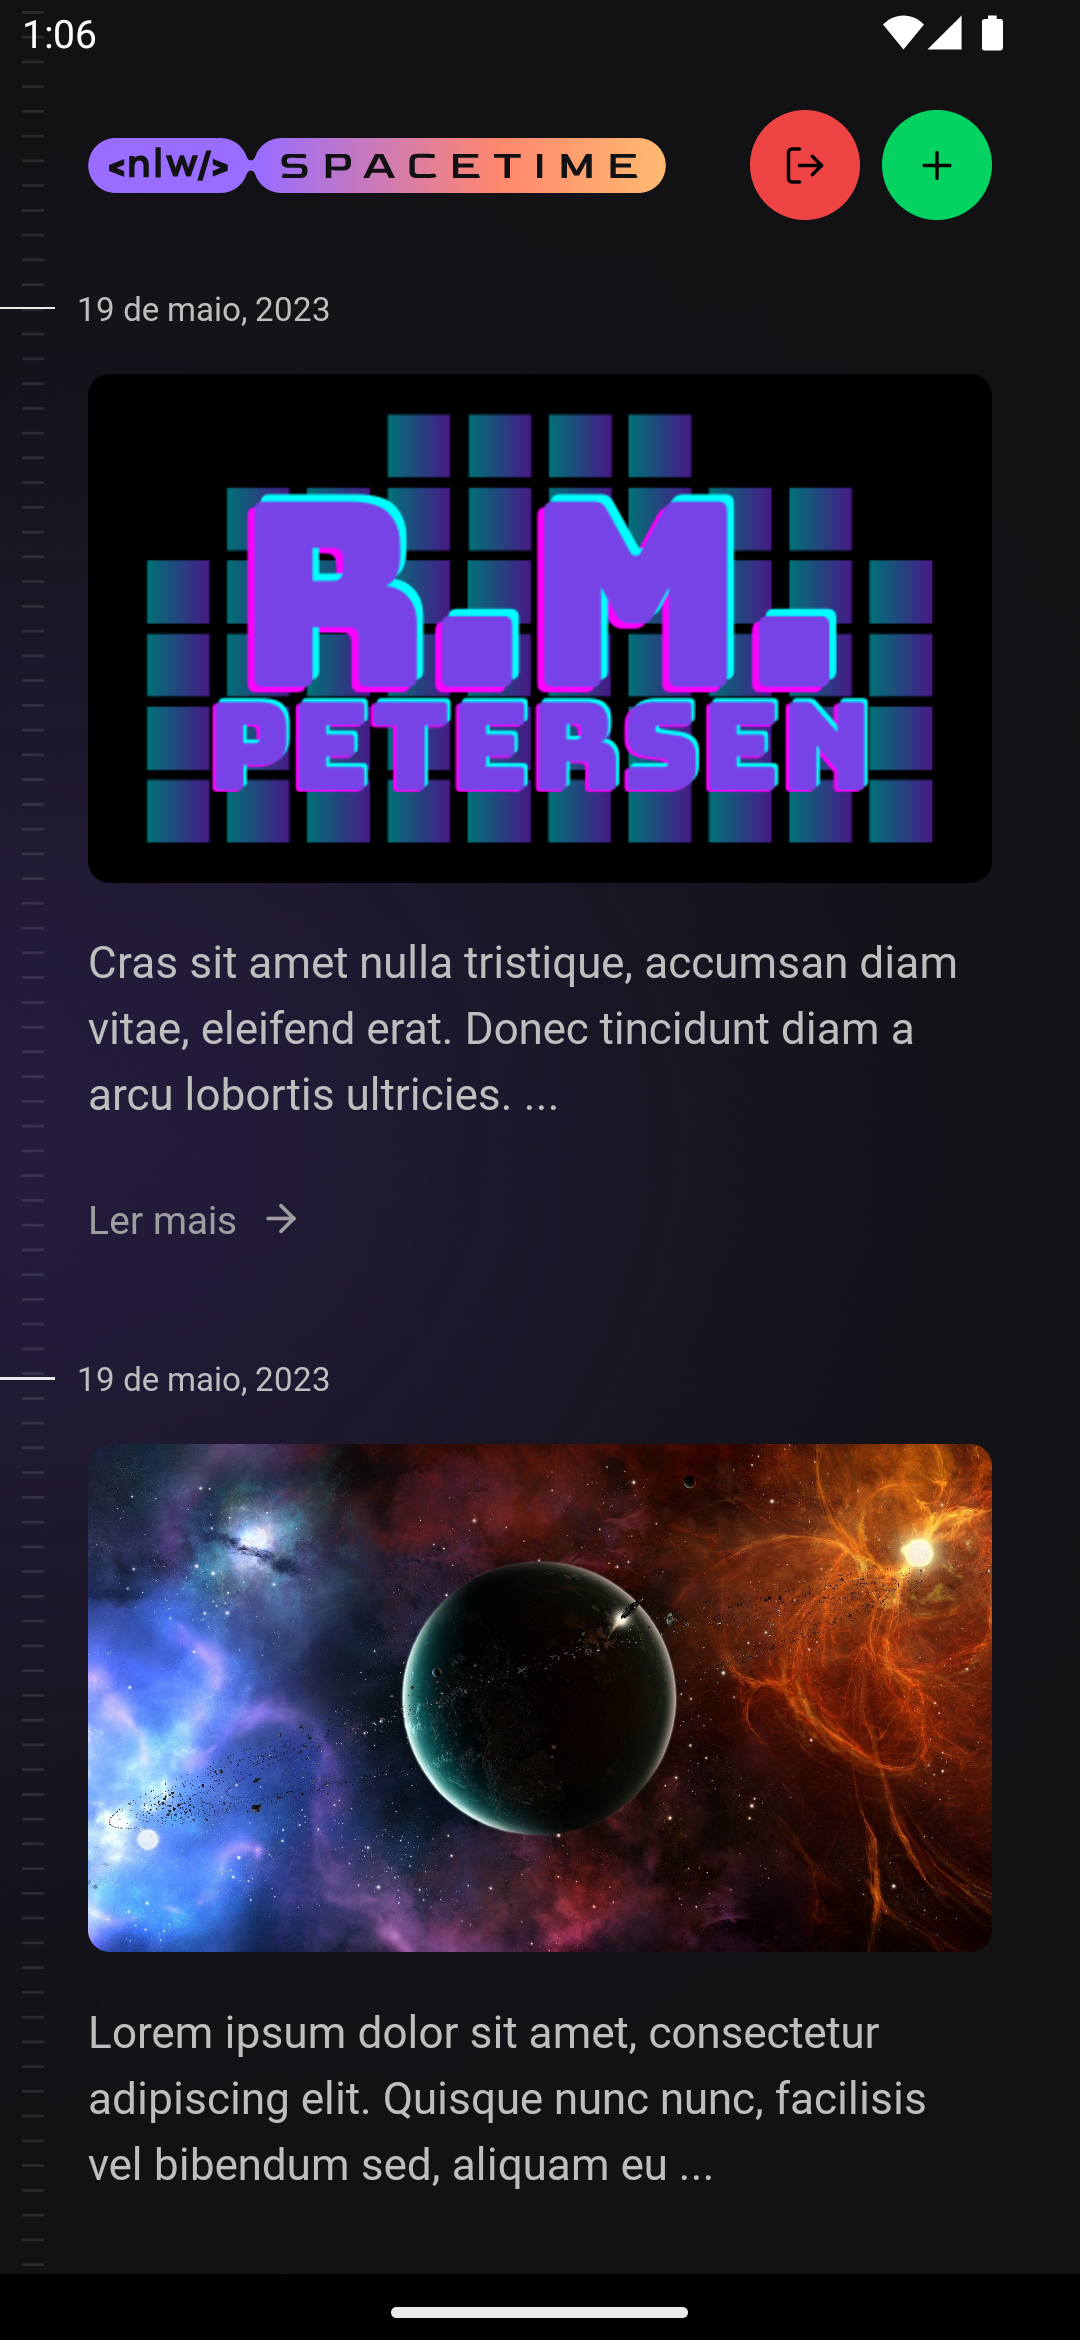 1:06
<nlw/> SPACETIME
19 de maio, 2023
R.M.
PETERSEN
Cras sit amet nulla tristique, accumsan diam
vitae, eleifend erat. Donec tincidunt diam a
arcu lobortis ultricies. ...
Ler mais
19 de maio, 2023
Lorem ipsum dolor sit amet, consectetur
adipiscing elit. Quisque nunc nunc, facilisis
vel bibendum sed, aliquam eu ...